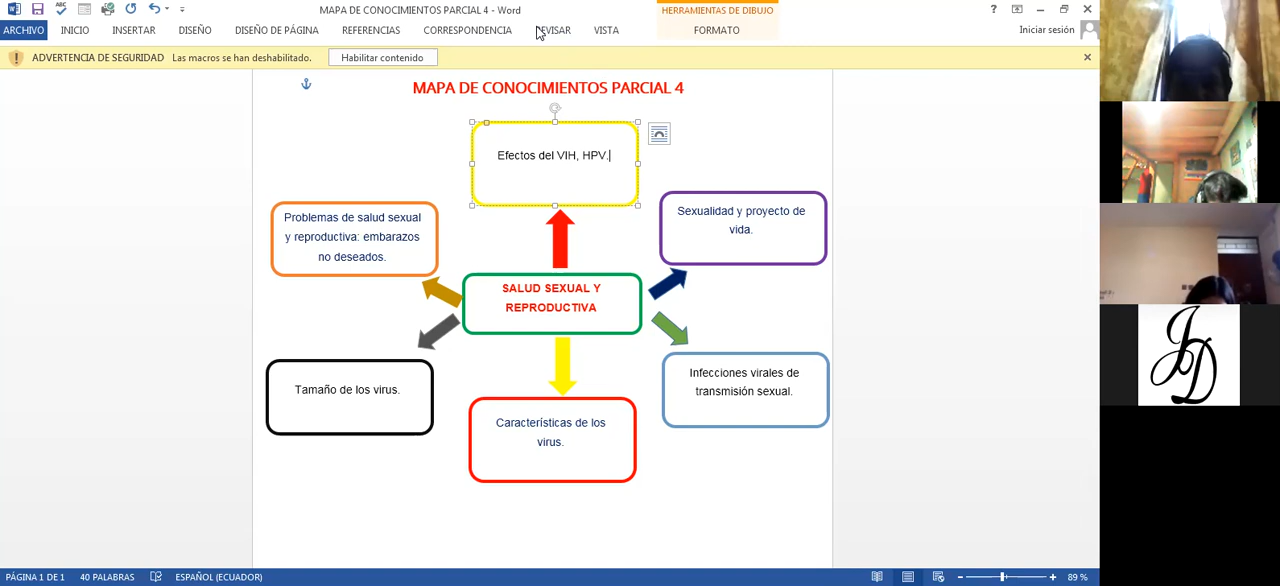 MAPA DE CONOCIMIENTOS PARCIAL 4 - Word
HERRAMIENTAS DE DIBUJO
ARCHIVO INICIO INSERTAR DISEÑO DISEÑO DE PÁGINA REFERENCIAS CORRESPONDENCIA REVISAR VISTA FORMATO Iniciar sesión
ADVERTENCIA DE SEGURIDAD Las macros se han deshabilitado. Habilitar contenido
MAPA DE CONOCIMIENTOS PARCIAL 4
Efectos del VIH, HPV.
Problemas de salud sexual
y reproductiva: embarazos
no deseados.
Sexualidad y proyecto de
vida.
SALUD SEXUAL Y
REPRODUCTIVA
Tamaño de los virus.
Infecciones virales de
transmisión sexual.
Características de los
virus.
JD
PÁGINA 1 DE 1 40 PALABRAS ESPAÑOL (ECUADOR) 89 %